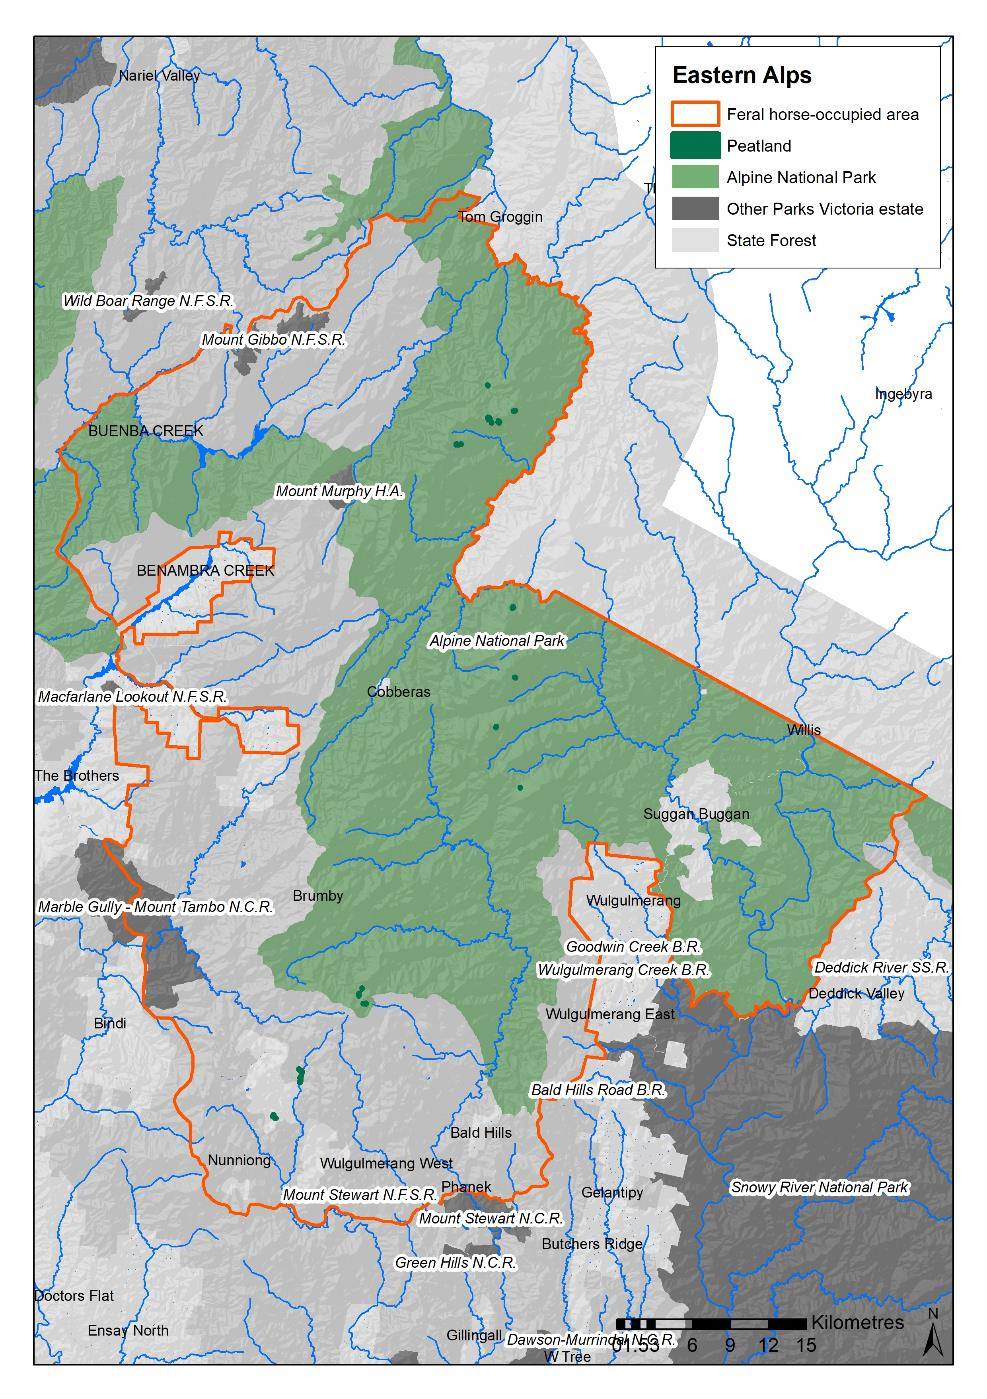 Eastern Alps
Feral horse-occupied area
Peatland
Alpine National Park
Other Parks Victoria estate
State Forest
Nariel Valley
Tom Groggin
Wild Boar Range N.F.S.R.
Mount Gibbo N.F.S.R.
Ingebyra
BUENBA CREEK
Mount Murphy H.A.
BENAMBRA CREEK
Alpine National Park
Macfarlane Lookout N.F.S.R.
Cobberas
Willis
The Brothers
Suggan Buggan
Brumby
Wulgulmerang
Marble Gully - Mount Tambo N.C.R.
Goodwin Creek B.R.
Wulgulmerang Creek B.R.
Deddick River SS.R.
Deddick Valley
Bindi
Wulgulmerang East
Bald Hills Road B.R.
Bald Hills
Nunniong
Wulgulmerang West
Phanek
Snowy River National Park
Mount Stewart N.F.S.R.
Gelantipy
Mount Stewart N.C.R.
Butchers Ridge
Green Hills N.C.R.
Doctors Flat
Ensay North
Gillingall
Dawson-Murrindal N.C.R.
W Tree
N
Kilometres
01.53 6 9 12 15